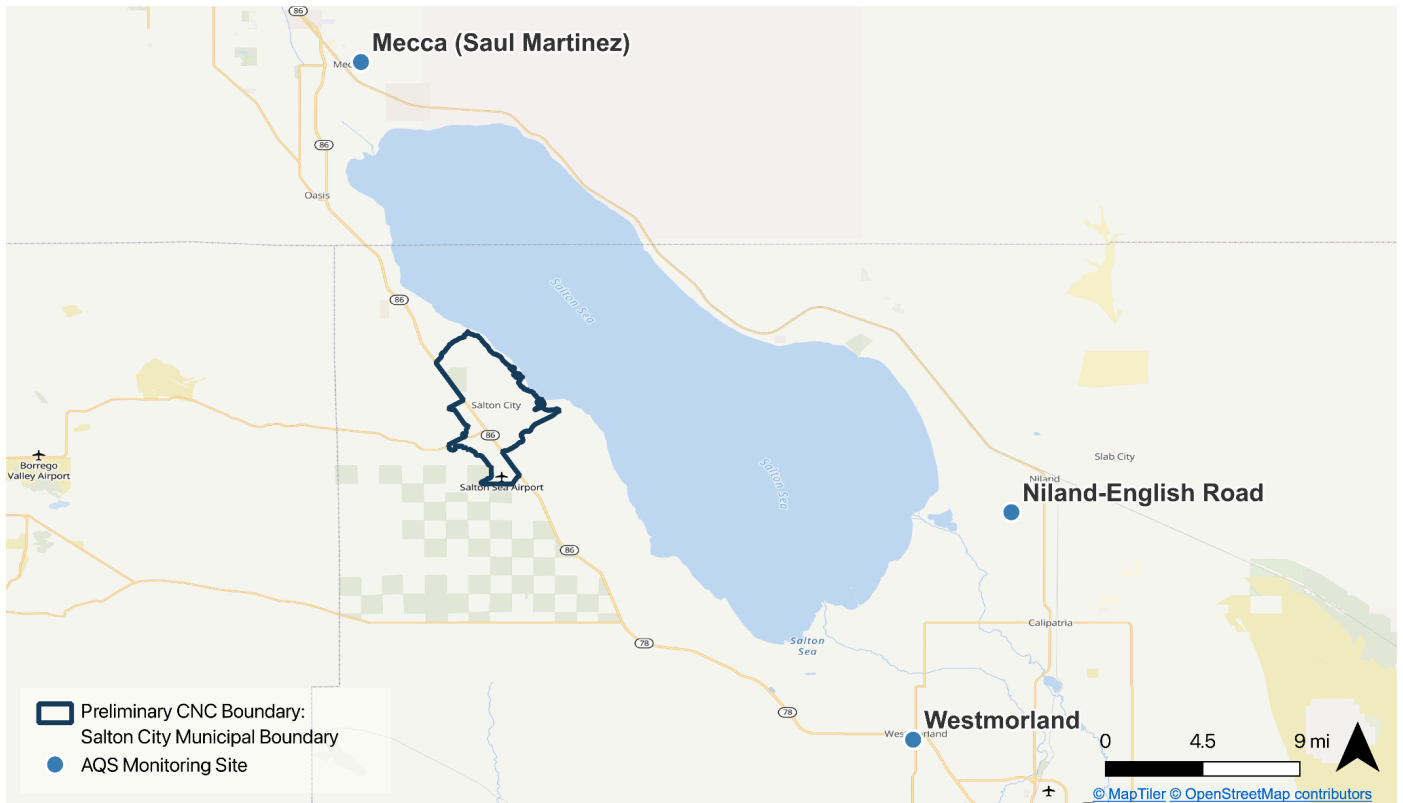 86
Mecca (Saul Martinez)
Mec
86
Oasis
Salton Sea
86
Salton City
86
Salton Sea Airport
Borrego
Valley Airport
Salton Sea
Slab City
Niland
Niland-English Road
86
Calipatria
78
Salton
Sea
78
Westmorland
0 4.5 9 mi
Preliminary CNC Boundary:
Salton City Municipal Boundary
AQS Monitoring Site
© MapTiler © OpenStreetMap contributors